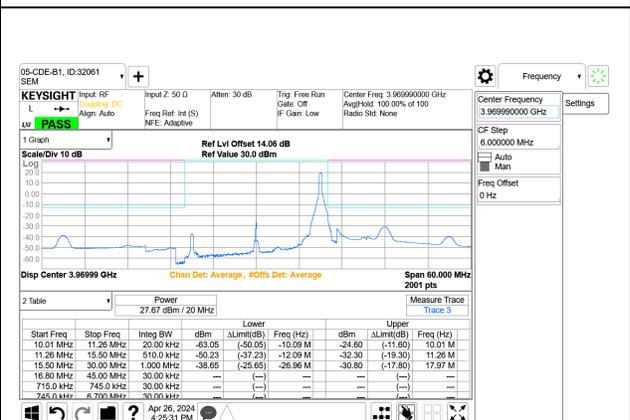 05-CDE-B1, ID:32061
SEM
Frequency
KEYSIGHT Input: RF Input Z: 50 Ω Atten: 30 dB Trig: Free Run Center Freq: 3.969990000 GHz
L Coupling: DC Gate: Off Avg|Hold: 100.00% of 100
Align: Auto Freq Ref: Int (S) IF Gain: Low Radio Std: None
NFE: Adaptive
LXI PASS
Center Frequency
3.969990000 GHz
Settings
CF Step
6.000000 MHz
Auto
Man
Freq Offset
0 Hz
1 Graph
Ref Lvl Offset 14.06 dB
Scale/Div 10 dB Ref Value 30.0 dBm
Log
20.0
10.0
0.00
-10.0
-20.0
-30.0
-40.0
-50.0
-60.0
Disp Center 3.96999 GHz Chan Det: Average, #Offs Det: Average Span 60.000 MHz
2001 pts
2 Table Power Measure Trace
27.67 dBm / 20 MHz Trace 3
Lower Upper
Start Freq Stop Freq Integ BW dBm ΔLimit(dB) Freq (Hz) dBm ΔLimit(dB) Freq (Hz)
10.01 MHz 11.26 MHz 20.00 kHz -63.05 (-50.05) -10.09 M -24.60 (-11.60) 10.01 M
11.26 MHz 15.50 MHz 510.0 kHz -50.23 (-37.23) -12.09 M -32.30 (-19.30) 11.26 M
15.50 MHz 30.00 MHz 1.000 MHz -38.65 (-25.65) -26.96 M -30.80 (-17.80) 17.97 M
16.80 MHz 45.00 MHz 30.00 kHz --- (---) --- --- (---) ---
715.0 kHz 745.0 kHz 30.00 kHz --- (---) --- --- (---) ---
745.0 kHz 6.700 MHz 30.00 kHz --- (---) --- --- (---) ---
Apr 26, 2024
4:25:31 PM